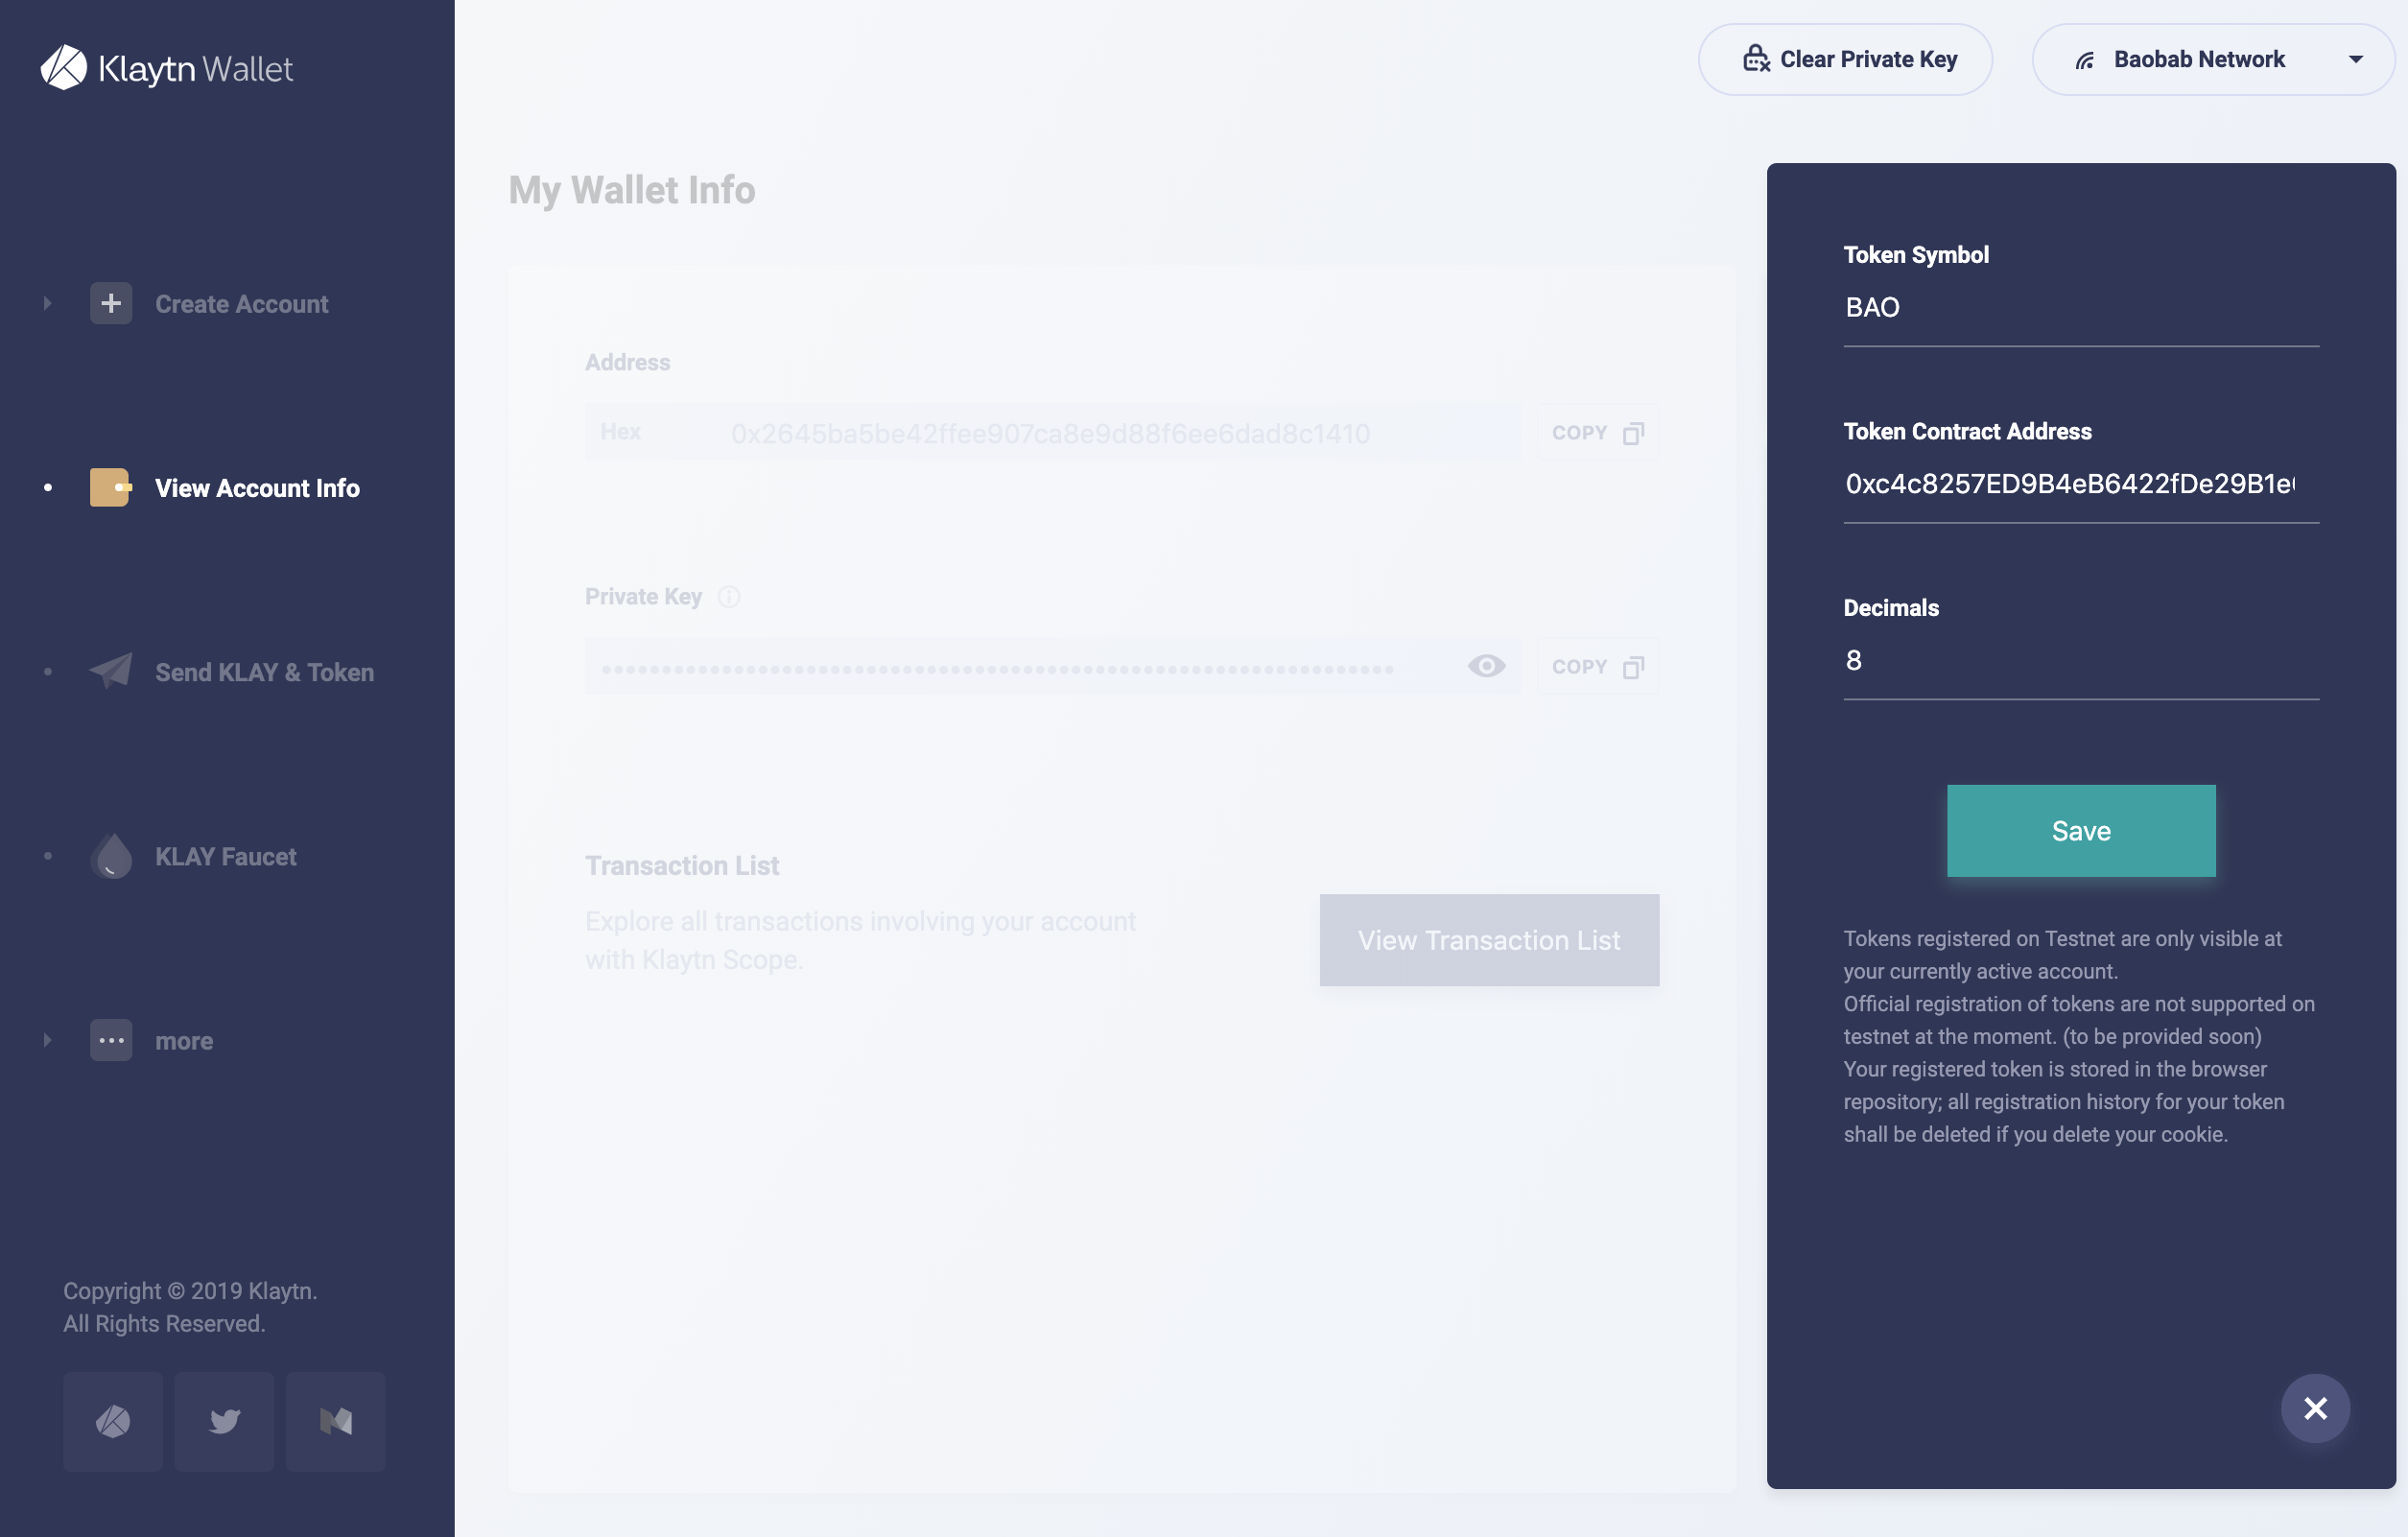 Klaytn Wallet
Clear Private Key
Baobab Network
Create Account
View Account Info
Send KLAY & Token
KLAY Faucet
more
Copyright © 2019 Klaytn.
All Rights Reserved.
My Wallet Info
Address
Hex
0x2645ba5be42ffee907ca8e9d88f6ee6dad8c1410
COPY
Private Key
COPY
Transaction List
Explore all transactions involving your account
with Klaytn Scope.
View Transaction List
Token Symbol
BAO
Token Contract Address
0xc4c8257ED9B4eB6422fDe29B1e
Decimals
8
Save
Tokens registered on Testnet are only visible at
your currently active account.
Official registration of tokens are not supported on
testnet at the moment. (to be provided soon)
Your registered token is stored in the browser
repository; all registration history for your token
shall be deleted if you delete your cookie.